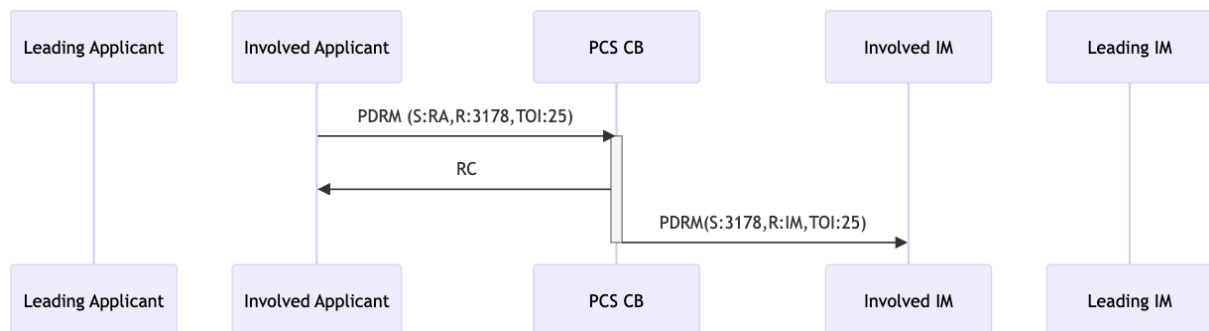 Leading Applicant
Involved Applicant
PCS CB
Involved IM
Leading IM
PDRM (S:RA,R:3178,TOI:25)
RC
PDRM(S:3178,R:IM,TOI:25)
Leading Applicant
Involved Applicant
PCS CB
Involved IM
Leading IM